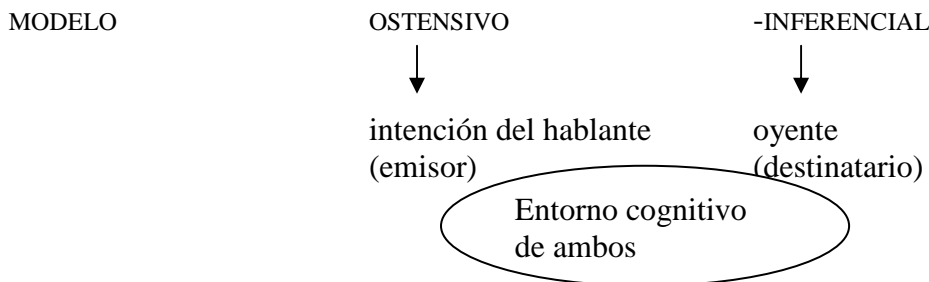 MODELO OSTENSIVO -INFERENCIAL
intención del hablante oyente
(emisor) (destinatario)
Entorno cognitivo
de ambos